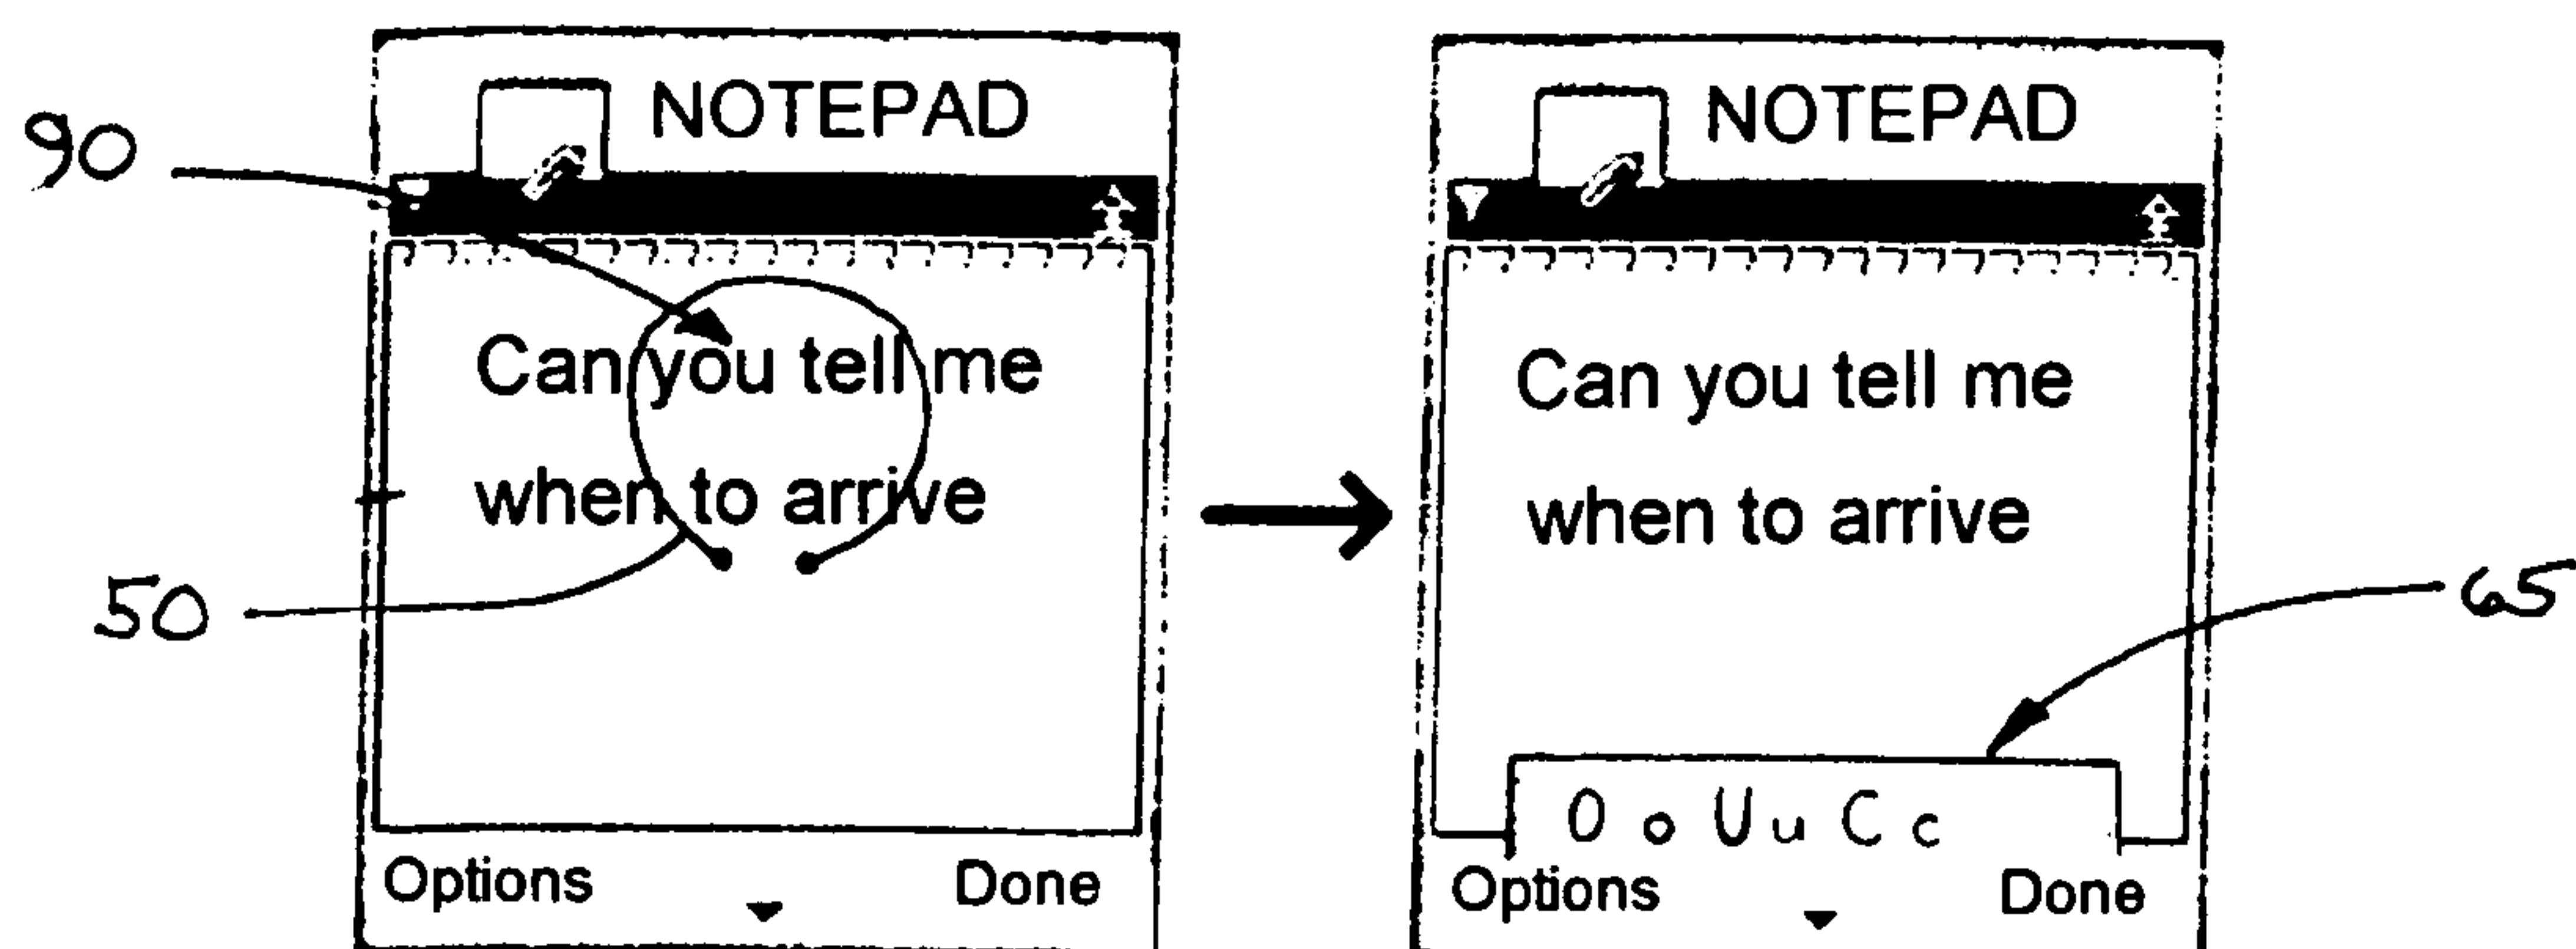 NOTEPAD
90
Can you tell me
when to arrive
50
Options Done
NOTEPAD
Can you tell me
when to arrive
65
O o U u C c
Options Done